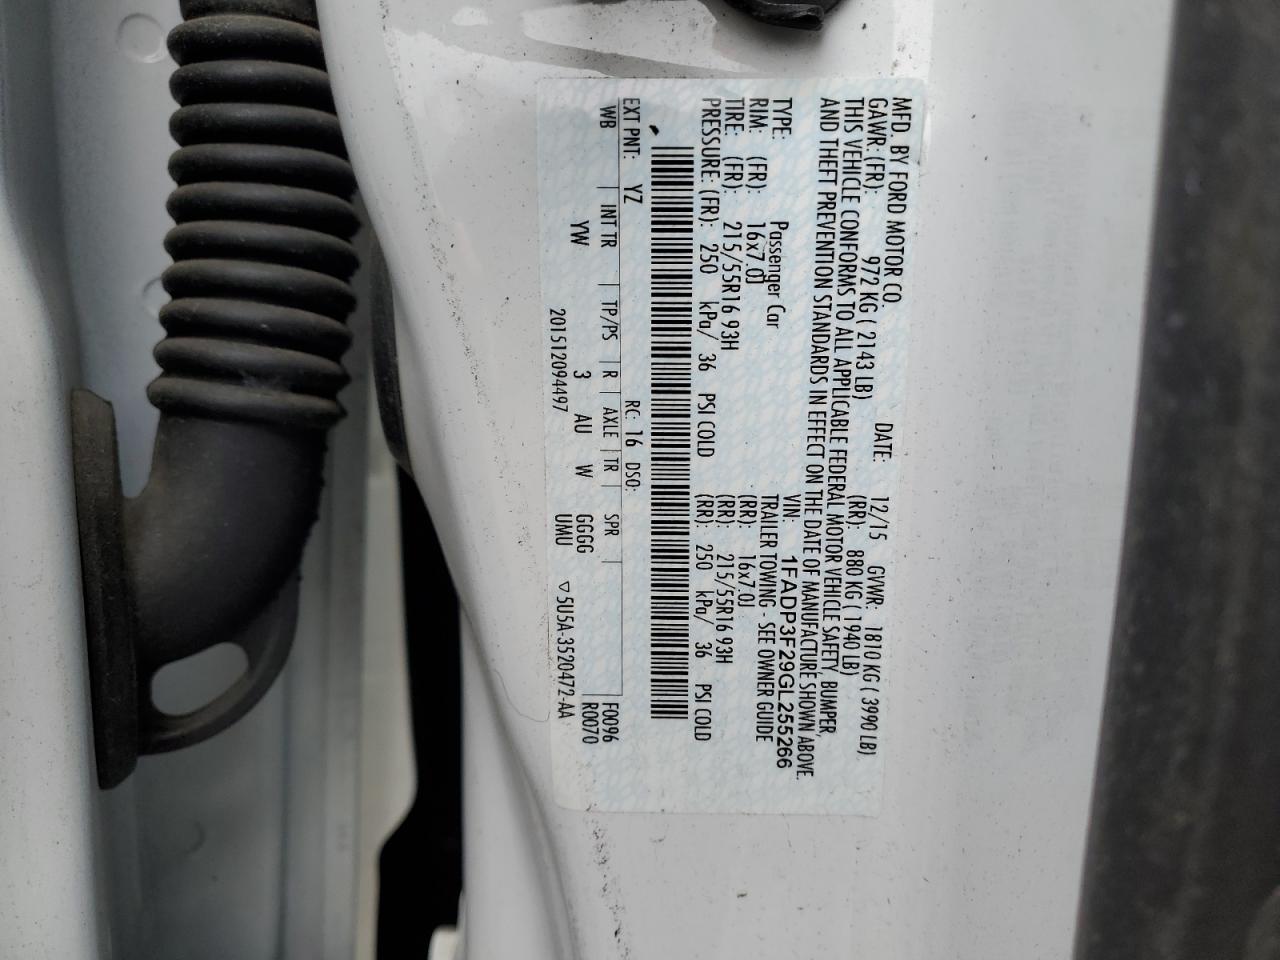 MFD. BY FORD MOTOR CO.
DATE: 12/15 GVWR: 1810 KG ( 3990 LB)
GAWR: (FR): 972 KG ( 2143 LB) (RR): 880 KG ( 1940 LB)
THIS VEHICLE CONFORMS TO ALL APPLICABLE FEDERAL MOTOR VEHICLE SAFETY, BUMPER,
AND THEFT PREVENTION STANDARDS IN EFFECT ON THE DATE OF MANUFACTURE SHOWN ABOVE.
VIN: 1FADP3F29GL255266
TYPE: Passenger Car TRAILER TOWING - SEE OWNER GUIDE
RIM: (FR): 16x7.0J (RR): 16x7.0J
TIRE: (FR): 215/55R16 93H (RR): 215/55R16 93H
PRESSURE: (FR): 250 kPa/ 36 PSI COLD (RR): 250 kPa/ 36 PSI COLD
EXT PNT: YZ RC: 16 DSO: F0096
WB INT TR TP/PS R AXLE TR SPR R0070
YW 3 AU W GGGG
201512094497 UMU ▽5U5A-3520472-AA